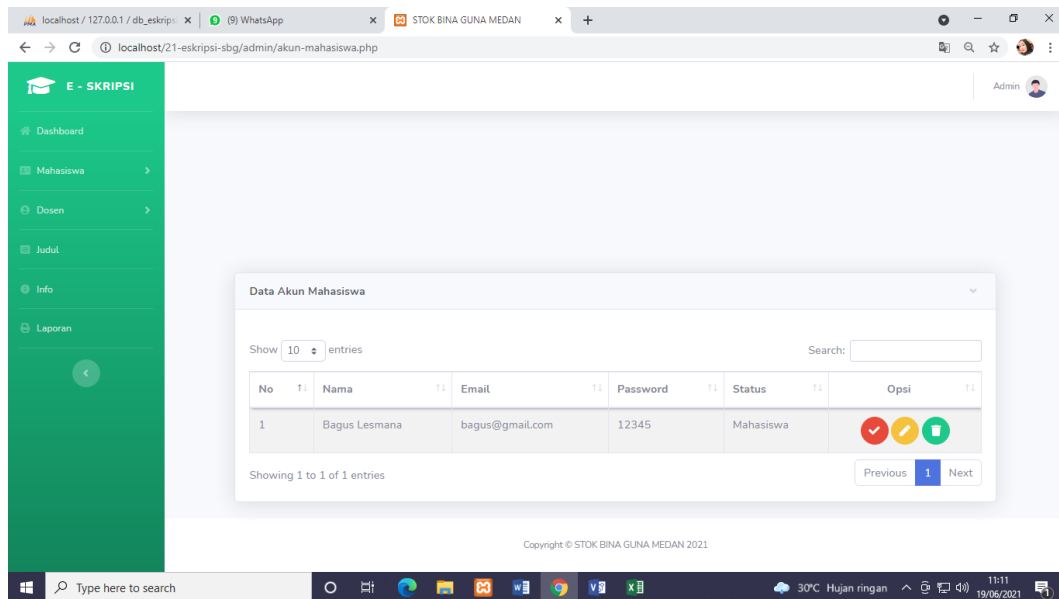 localhost / 127.0.0.1 / db_eskrips
(9) WhatsApp
STOK BINA GUNA MEDAN
localhost/21-eskripsi-sbg/admin/akun-mahasiswa.php
E - SKRIPSI
Admin
Dashboard
Mahasiswa
Dosen
Judul
Info
Laporan
Data Akun Mahasiswa
Show 10 entries Search:
No Nama Email Password Status Opsi
1 Bagus Lesmana bagus@gmail.com 12345 Mahasiswa
Showing 1 to 1 of 1 entries Previous 1 Next
Copyright © STOK BINA GUNA MEDAN 2021
Type here to search
30°C Hujan ringan
11:11
19/06/2021